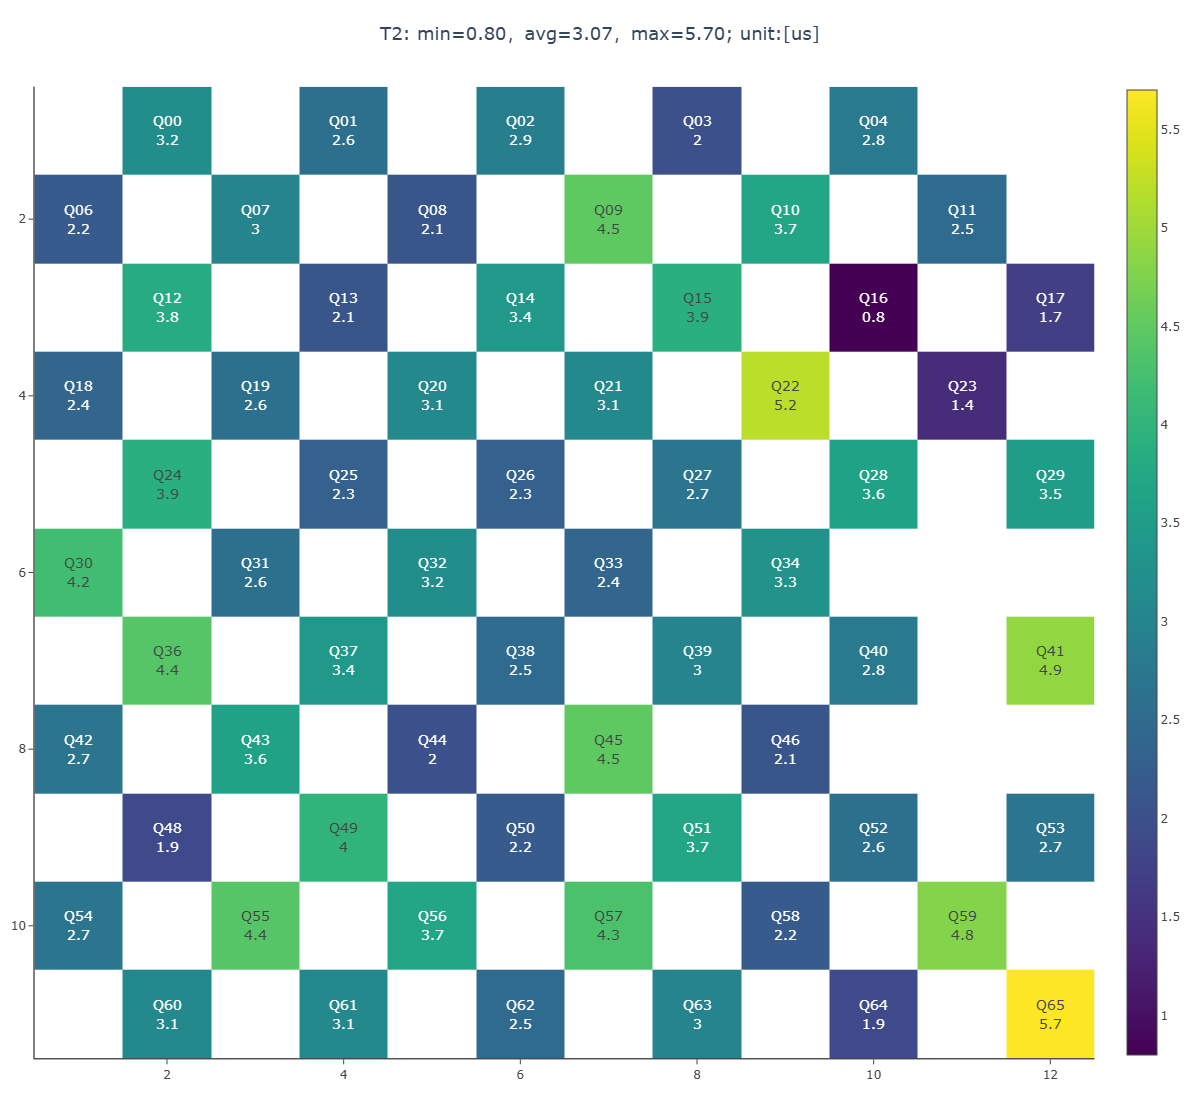 T2: min=0.80, avg=3.07, max=5.70; unit:[us]
Q00 Q01 Q02 Q03 Q04
3.2 2.6 2.9 2 2.8
5.5
Q06 Q07 Q08 Q09 Q10 Q11
2
2.2 3 2.1 4.5 3.7 2.5
5
Q12 Q13 Q14 Q15 Q16 Q17
3.8 2.1 3.4 3.9 0.8 1.7
4.5
Q18 Q19 Q20 Q21 Q22 Q23
4
2.4 2.6 3.1 3.1 5.2 1.4
4
Q24 Q25 Q26 Q27 Q28 Q29
3.9 2.3 2.3 2.7 3.6 3.5
3.5
Q30 Q31 Q32 Q33 Q34
6
4.2 2.6 3.2 2.4 3.3
3
Q36 Q37 Q38 Q39 Q40 Q41
4.4 3.4 2.5 3 2.8 4.9
2.5
Q42 Q43 Q44 Q45 Q46
8
2.7 3.6 2 4.5 2.1
2
Q48 Q49 Q50 Q51 Q52 Q53
1.9 4 2.2 3.7 2.6 2.7
Q54 Q55 Q56 Q57 Q58 Q59
1.5
10
2.7 4.4 3.7 4.3 2.2 4.8
Q60 Q61 Q62 Q63 Q64 Q65
1
3.1 3.1 2.5 3 1.9 5.7
2 4 6 8 10 12